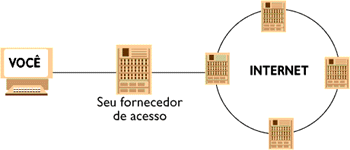 VOCÊ
Seu fornecedor
de acesso
INTERNET